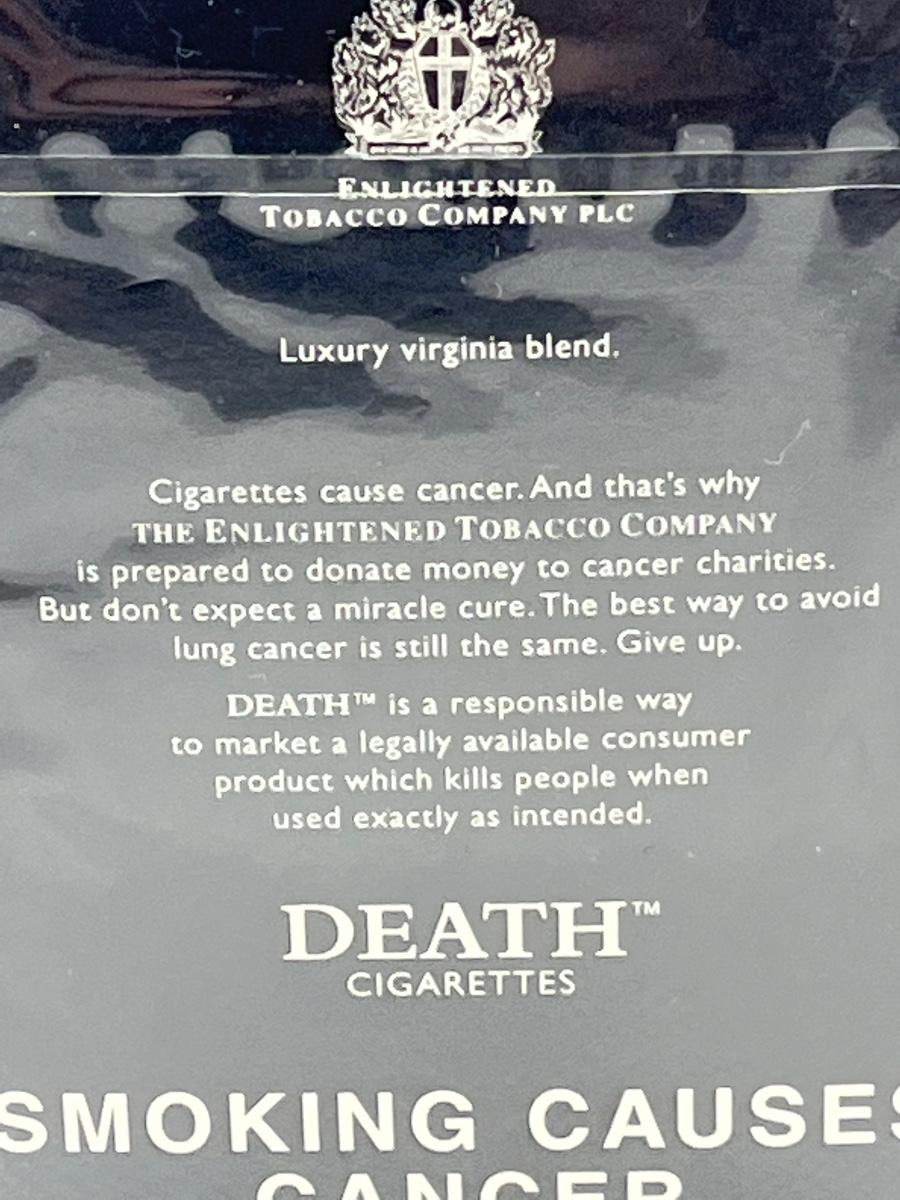 ENLIGHTENED
TOBACCO COMPANY PLC
Luxury virginia blend.
Cigarettes cause cancer. And that's why
THE ENLIGHTENED TOBACCO COMPANY
is prepared to donate money to cancer charities.
But don't expect a miracle cure. The best way to avoid
lung cancer is still the same. Give up.
DEATH™ is a responsible way
to market a legally available consumer
product which kills people when
used exactly as intended.
DEATH™
CIGARETTES
SMOKING CAUSES
CANCER